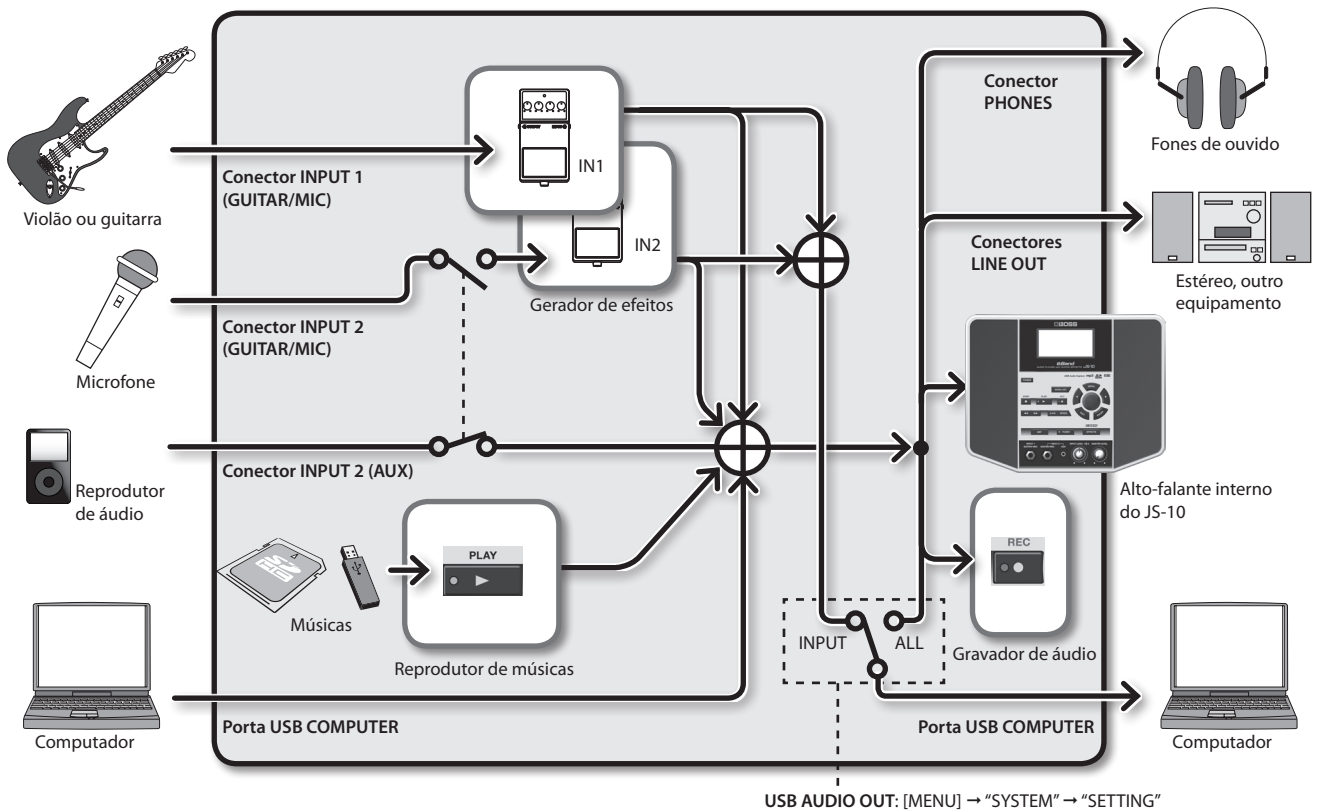 Conector
PHONES
Fones de ouvido
IN1
Conector INPUT 1
(GUITAR/MIC)
Violão ou guitarra
IN2
Conectores
LINE OUT
Estéreo, outro
equipamento
Gerador de efeitos
Conector INPUT 2
(GUITAR/MIC)
Microfone
BOSS
eBand
JS-10
Conector INPUT 2 (AUX)
Reprodutor
de áudio
Alto-falante interno
do JS-10
PLAY
REC
Músicas
INPUT
ALL
Gravador de áudio
Reprodutor de músicas
Porta USB COMPUTER
Porta USB COMPUTER
Computador
Computador
USB AUDIO OUT: [MENU] → “SYSTEM” → “SETTING”